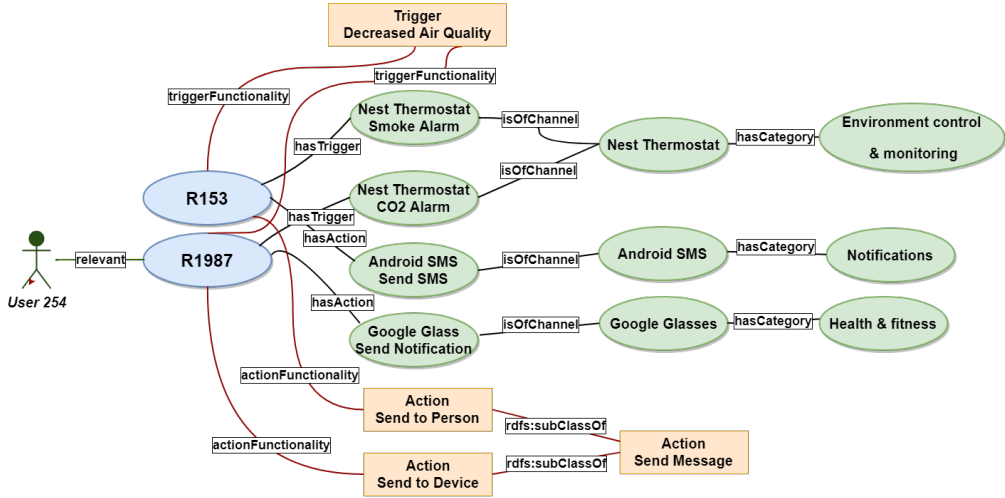 Trigger
Decreased Air Quality
triggerFunctionality
triggerFunctionality
Nest Thermostat
Smoke Alarm
isOfChannel
Nest Thermostat
hasCategory
Environment control
& monitoring
hasTrigger
isOfChannel
R153
Nest Thermostat
CO2 Alarm
hasTrigger
hasAction
relevant
R1987
Android SMS
Send SMS
isOfChannel
Android SMS
hasCategory
Notifications
User 254
hasAction
Google Glass
Send Notification
isOfChannel
Google Glasses
hasCategory
Health & fitness
actionFunctionality
Action
Send to Person
rdfs:subClassOf
actionFunctionality
Action
Send Message
rdfs:subClassOf
Action
Send to Device